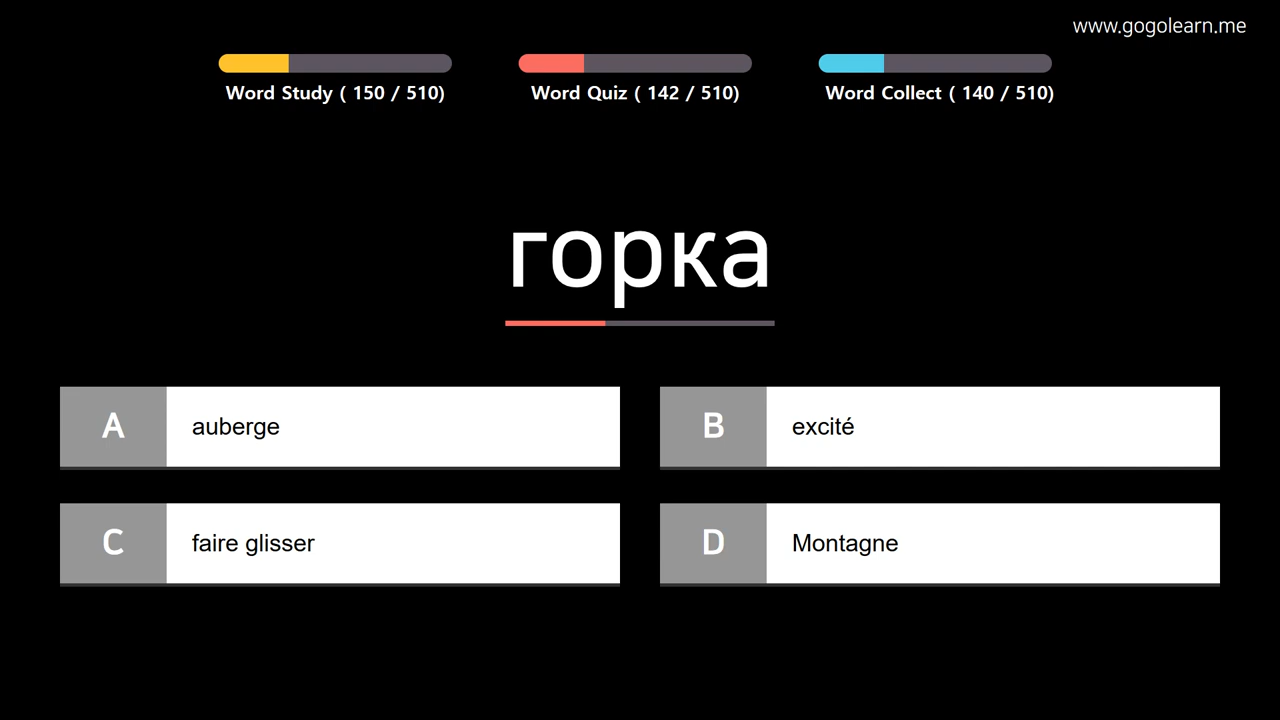 www.gogolearn.me
Word Study ( 150 / 510)
Word Quiz ( 142 / 510)
Word Collect ( 140 / 510)
горка
A auberge
B excité
C faire glisser
D Montagne